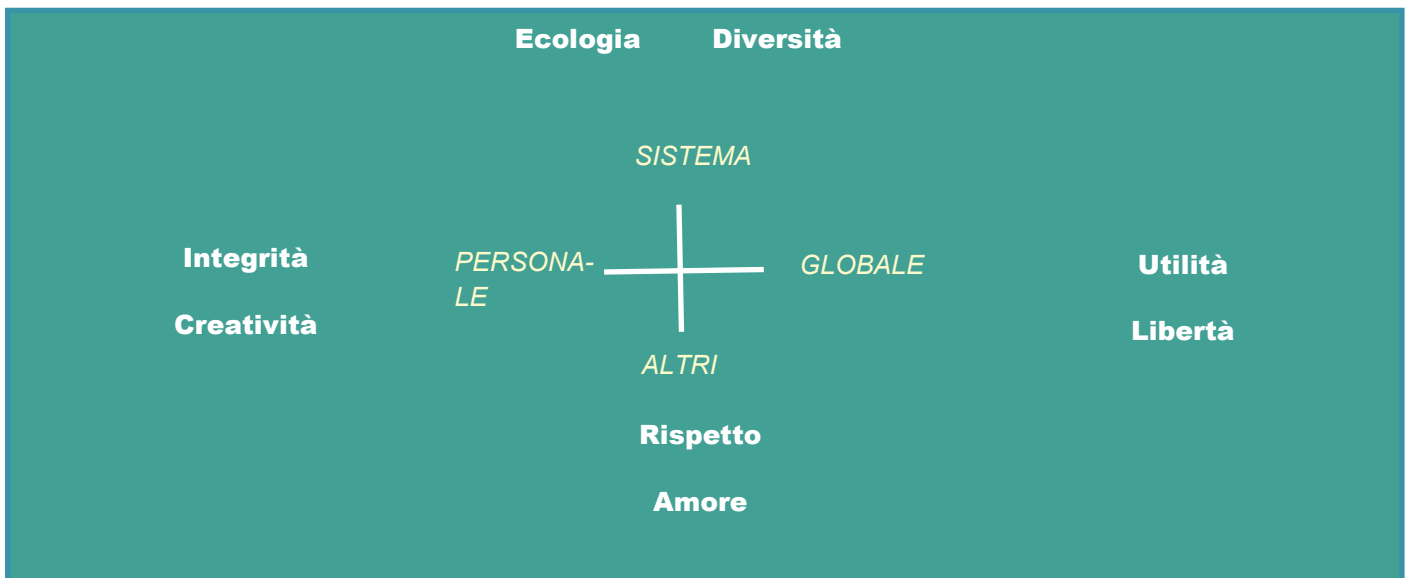 Ecologia Diversità
SISTEMA
Integrità
Creatività
PERSONA-
LE
GLOBALE
Utilità
Libertà
ALTRI
Rispetto
Amore